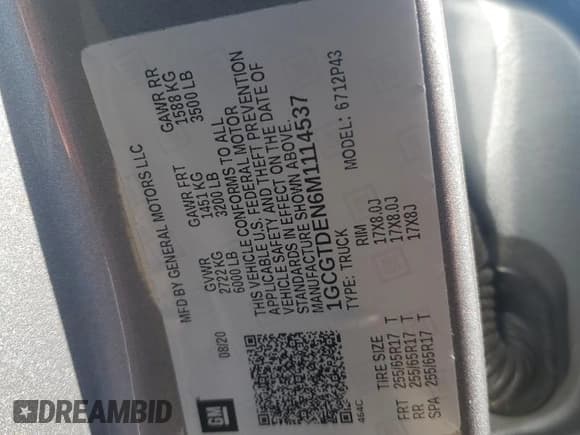 MFD BY GENERAL MOTORS LLC
08/20
GVWR
2722 KG
6000 LB
GAWR FRT
1451 KG
3200 LB
GAWR RR
1588 KG
3500 LB
THIS VEHICLE CONFORMS TO ALL
APPLICABLE U.S. FEDERAL MOTOR
VEHICLE SAFETY AND THEFT PREVENTION
STANDARDS IN EFFECT ON THE DATE OF
MANUFACTURE SHOWN ABOVE.
1GCGTDEN6M1114537
TYPE: TRUCK
MODEL: 6712P43
GM
464C
TIRE SIZE RIM
FRT 255/65R17 T 17X8.0J
RR 255/65R17 T 17X8.0J
SPA 255/65R17 T 17X8J
DREAMBID